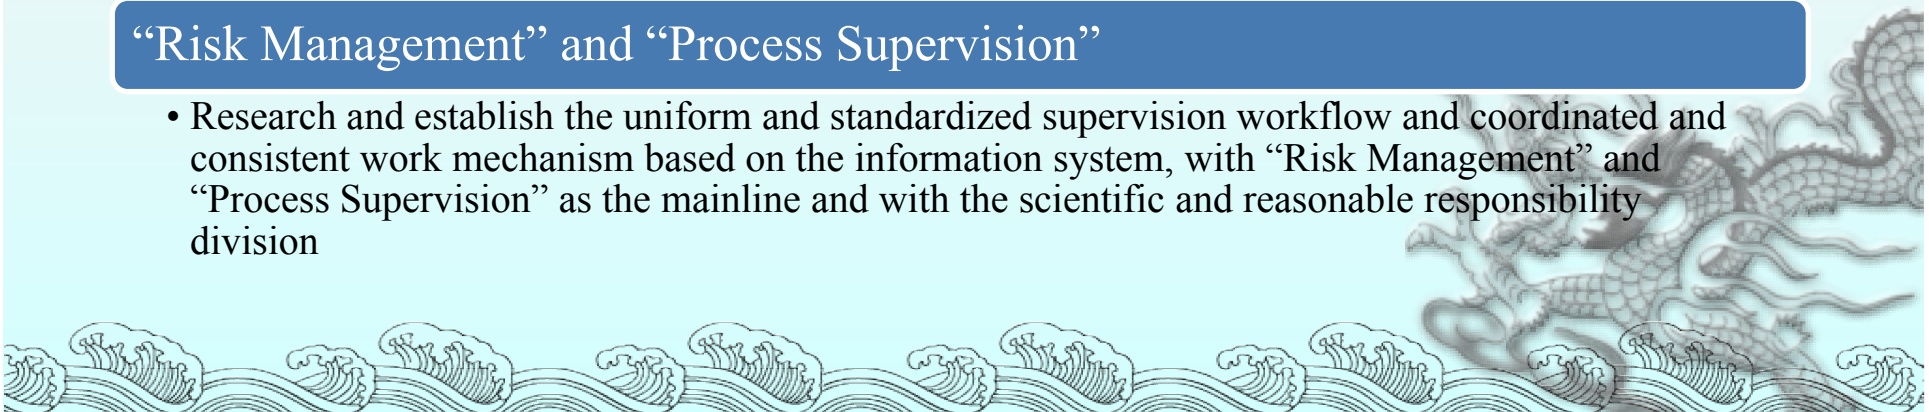 “Risk Management” and “Process Supervision”
• Research and establish the uniform and standardized supervision workflow and coordinated and
consistent work mechanism based on the information system, with “Risk Management” and
“Process Supervision” as the mainline and with the scientific and reasonable responsibility
division